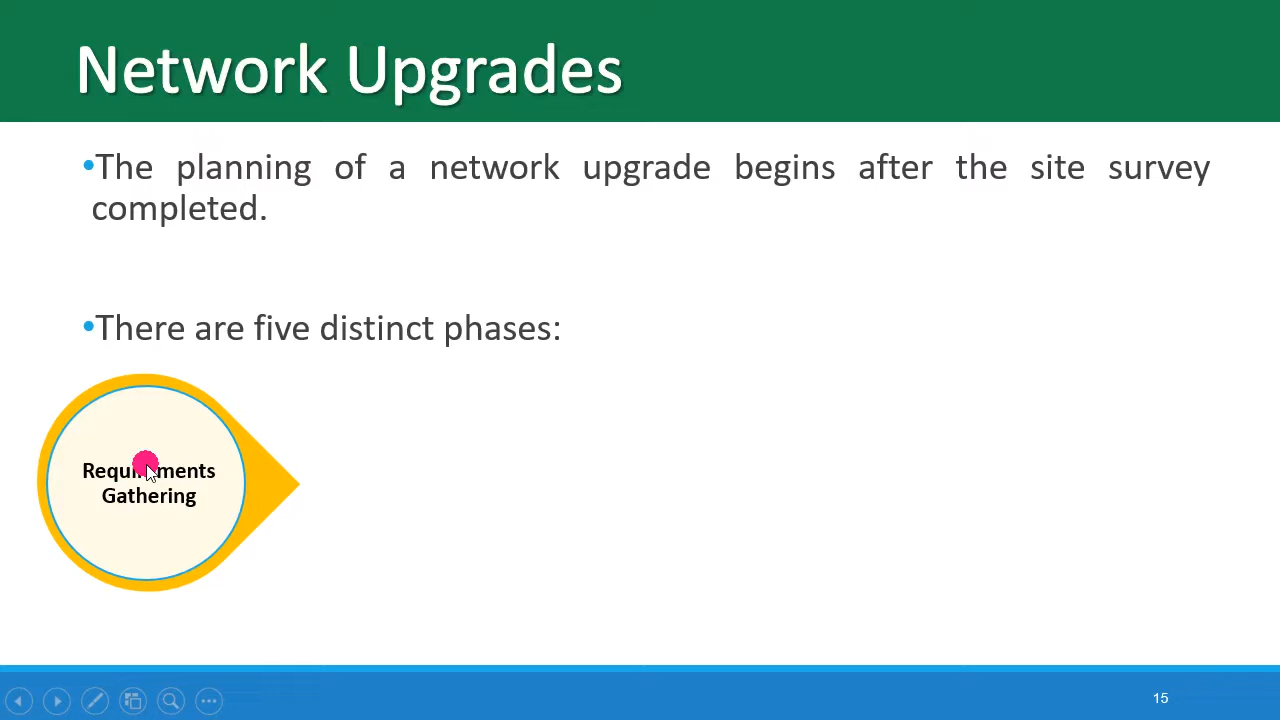 Network Upgrades
•The planning of a network upgrade begins after the site survey
completed.
•There are five distinct phases:
Requirements
Gathering
15